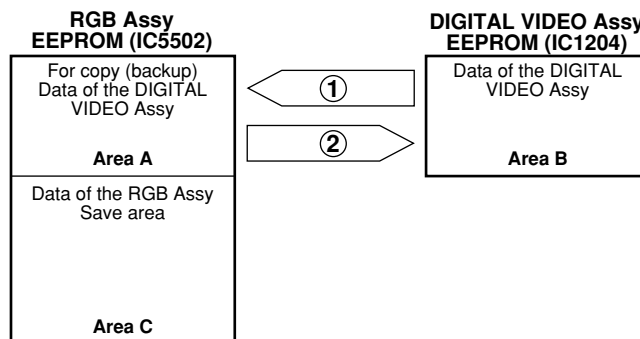 RGB Assy
EEPROM (IC5502)
For copy (backup)
Data of the DIGITAL
VIDEO Assy
Area A
Data of the RGB Assy
Save area
Area C
①
②
DIGITAL VIDEO Assy
EEPROM (IC1204)
Data of the DIGITAL
VIDEO Assy
Area B